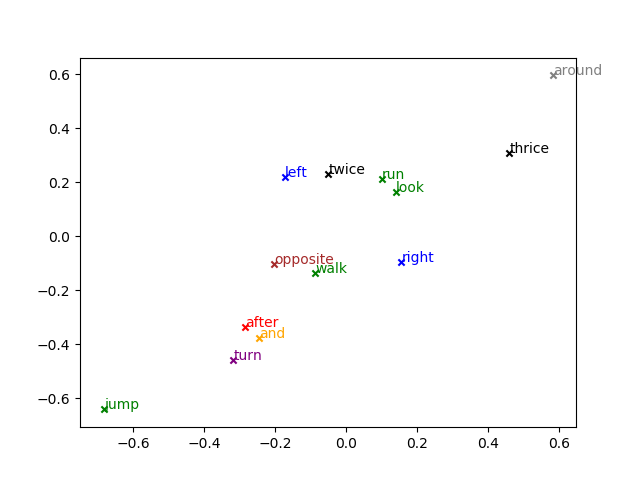 around
0.6
0.4
thrice
left
twice
run
look
0.2
0.0
opposite
walk
right
−0.2
after
and
−0.4
turn
jump
−0.6
−0.6 −0.4 −0.2 0.0 0.2 0.4 0.6